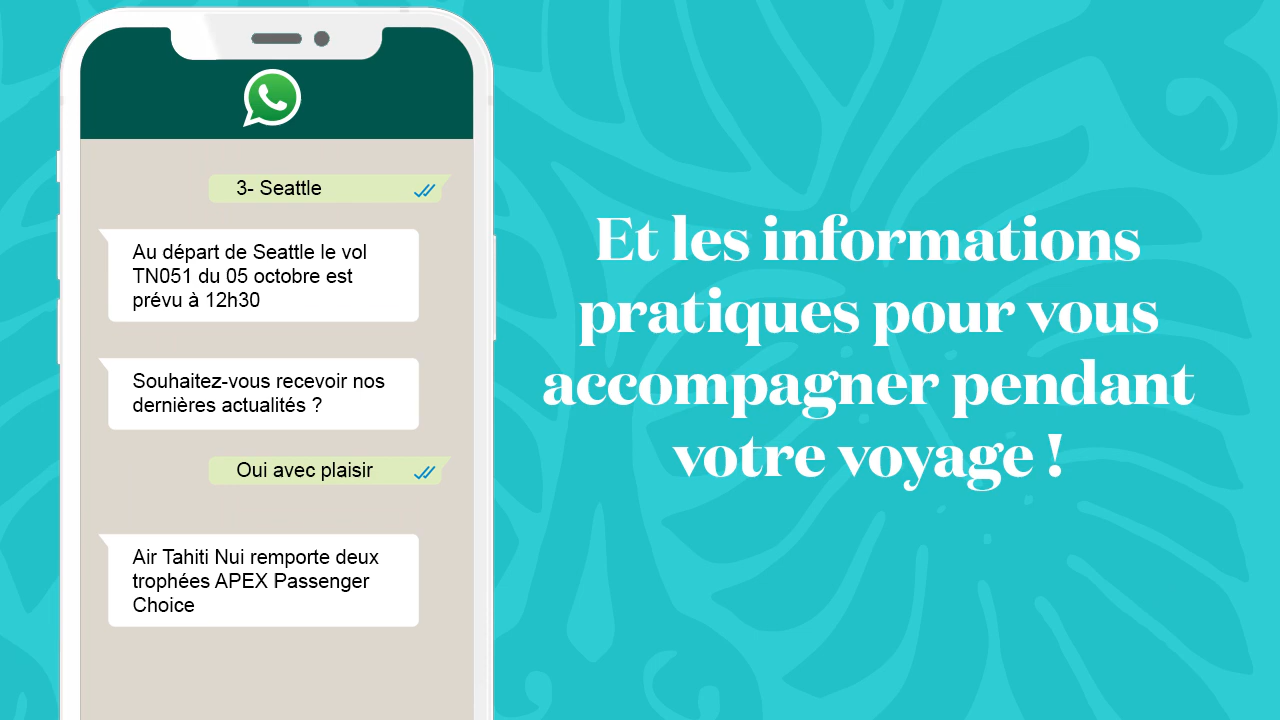 3- Seattle
Au départ de Seattle le vol
TN051 du 05 octobre est
prévu à 12h30
Souhaitez-vous recevoir nos
dernières actualités ?
Oui avec plaisir
Air Tahiti Nui remporte deux
trophées APEX Passenger
Choice
Et les informations
pratiques pour vous
accompagner pendant
votre voyage !